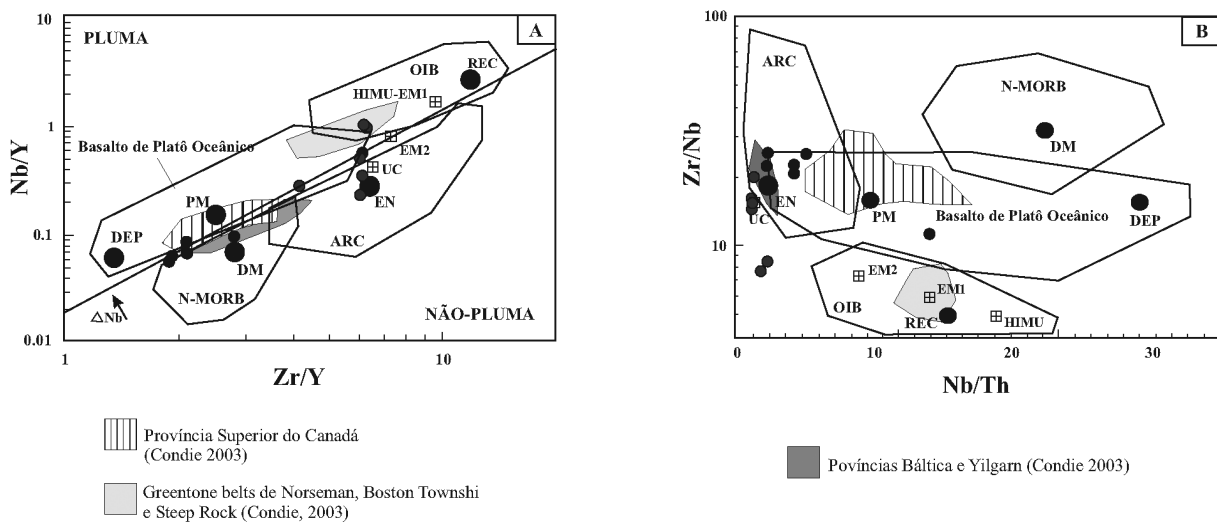 10
PLUMA
A
OIB
REC
HIMU-EM1
1
EM2
Basalto de Platô Oceânico
UC
EN
PM
ARC
0.1
DEP
DM
N-MORB
△Nb
NÃO-PLUMA
0.01
1
2
10
Zr/Y
Nb/Y
Província Superior do Canadá
(Condie 2003)
Greentone belts de Norseman, Boston Townshi
e Steep Rock (Condie, 2003)
100
B
ARC
N-MORB
DM
Zr/Nb
EN
UC
PM
Basalto de Platô Oceânico
DEP
10
EM2
EM1
OIB
REC
HIMU
0
10
20
30
Nb/Th
Povíncias Báltica e Yilgarn (Condie 2003)